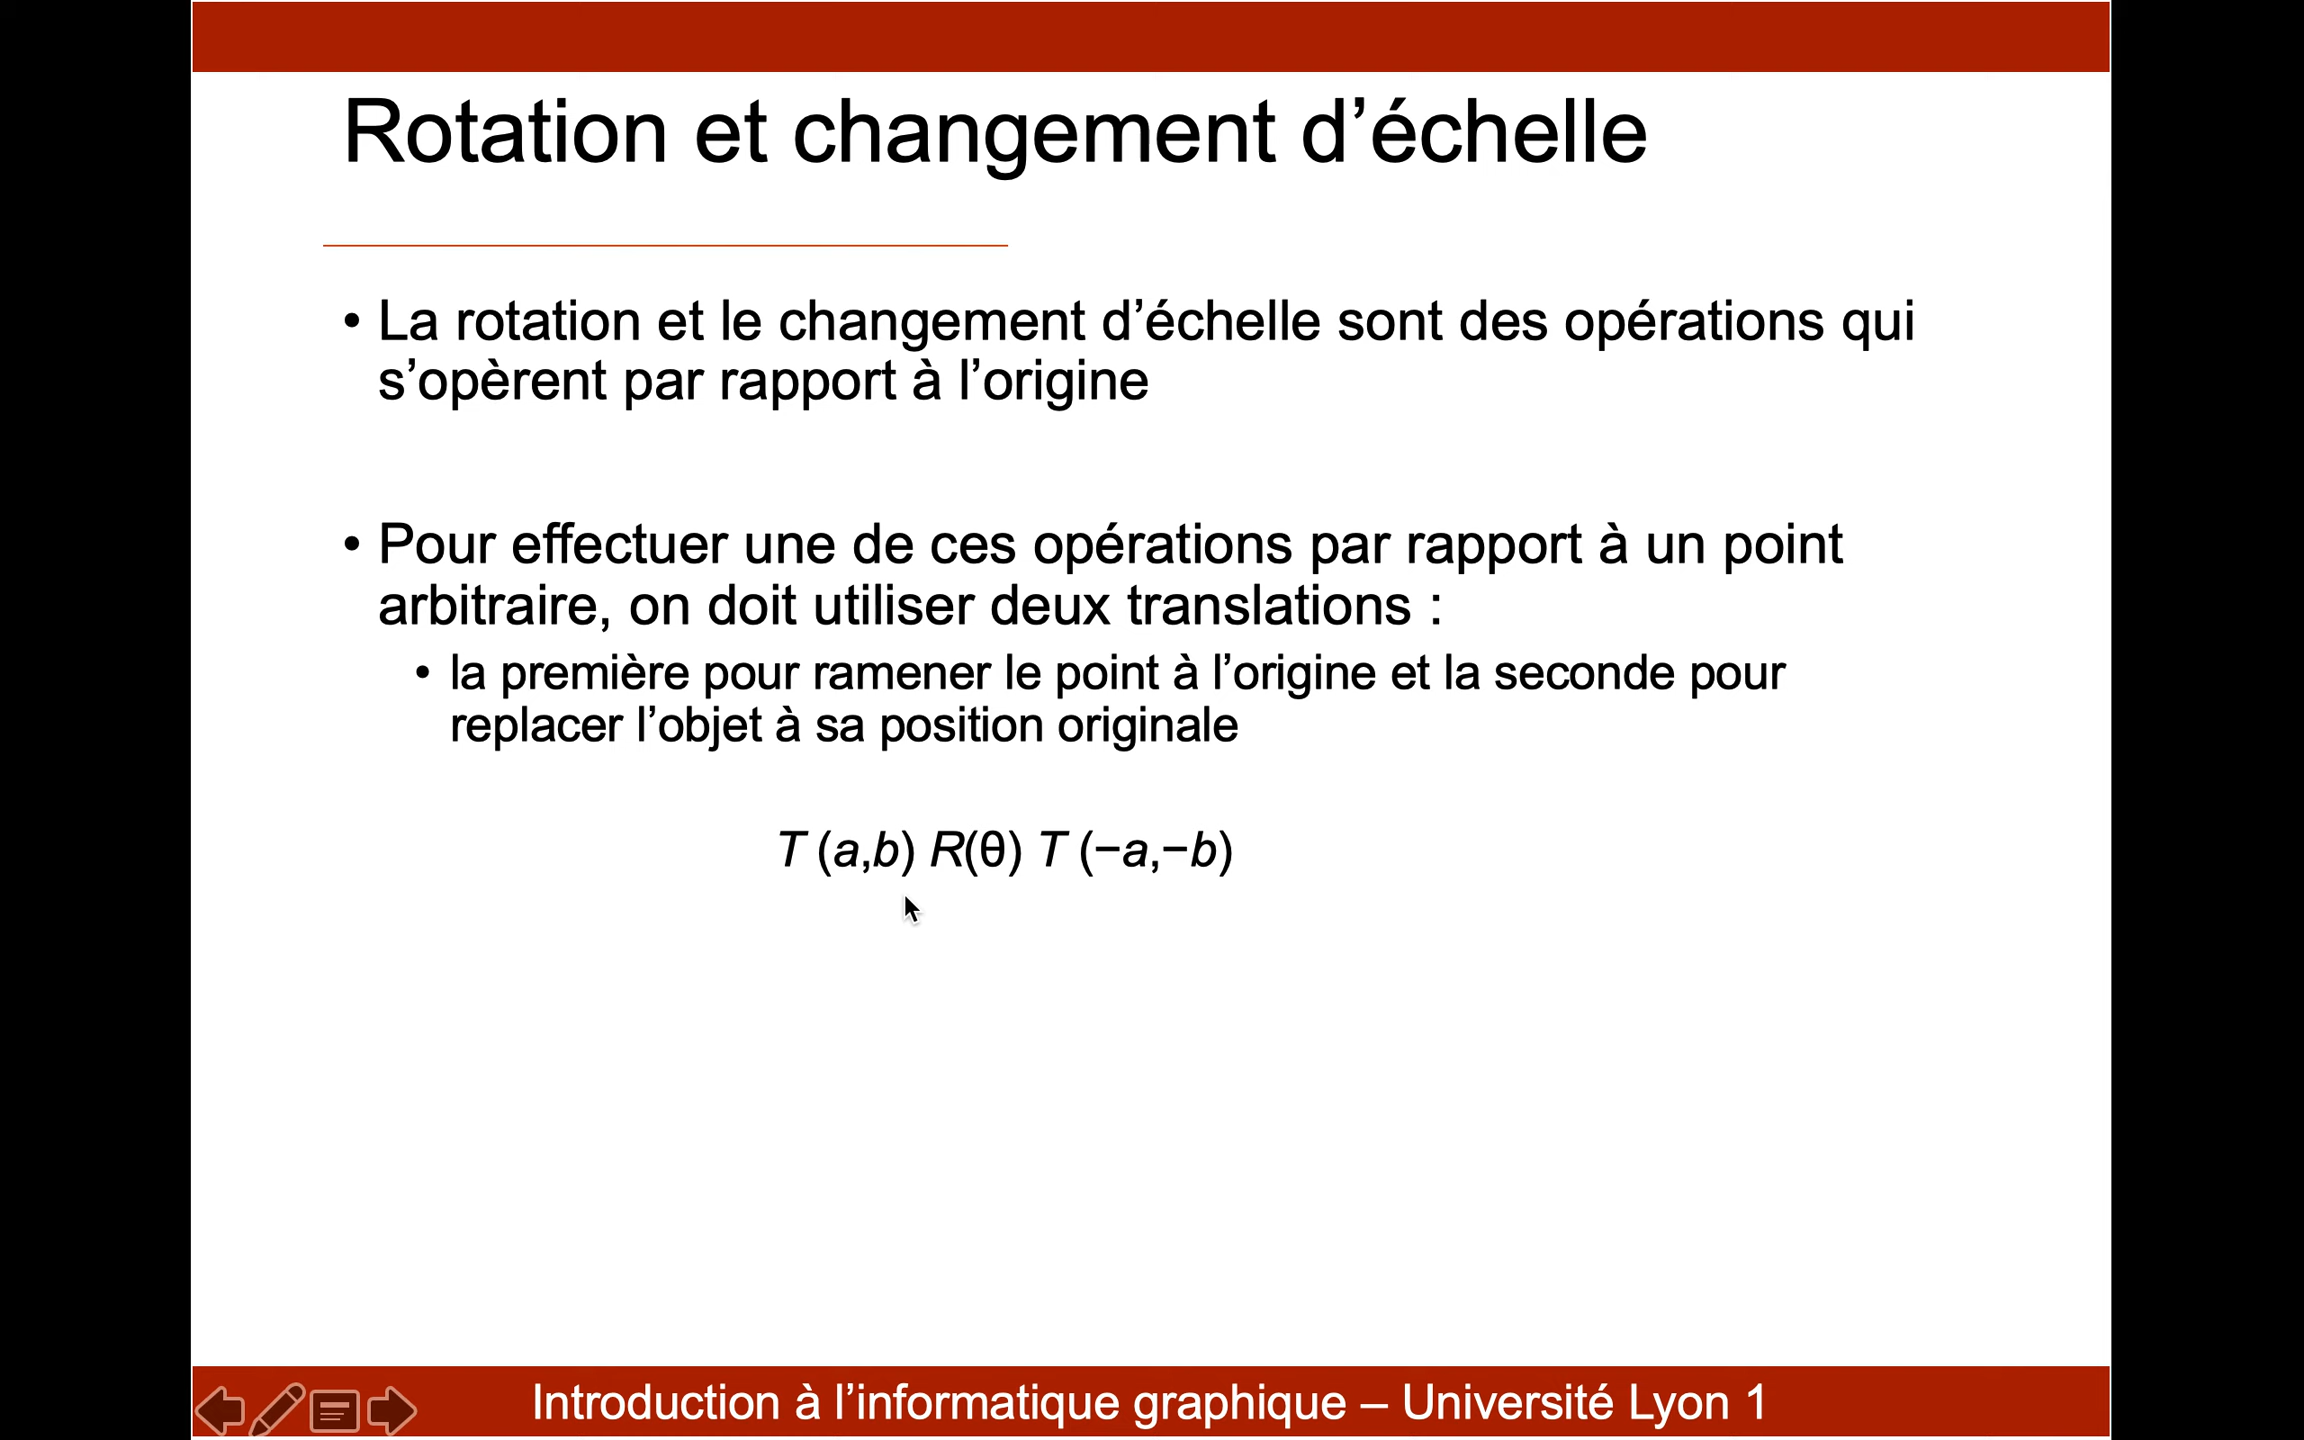 Rotation et changement d’échelle
• La rotation et le changement d’échelle sont des opérations qui
s’opèrent par rapport à l’origine
• Pour effectuer une de ces opérations par rapport à un point
arbitraire, on doit utiliser deux translations :
• la première pour ramener le point à l’origine et la seconde pour
replacer l’objet à sa position originale
T (a,b) R(θ) T (−a,−b)
Introduction à l’informatique graphique – Université Lyon 1